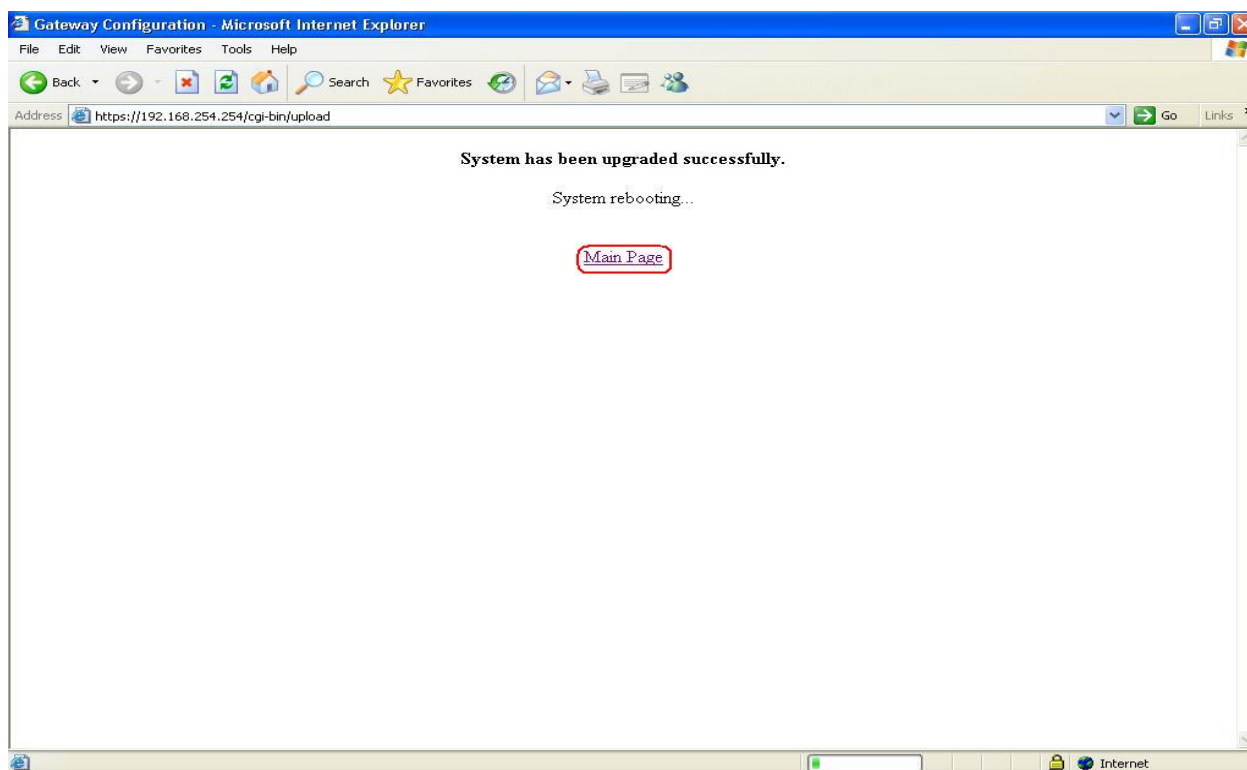 Gateway Configuration - Microsoft Internet Explorer
File Edit View Favorites Tools Help
Back Search Favorites
Address https://192.168.254.254/cgi-bin/upload Go Links
System has been upgraded successfully.
System rebooting...
Main Page
Internet